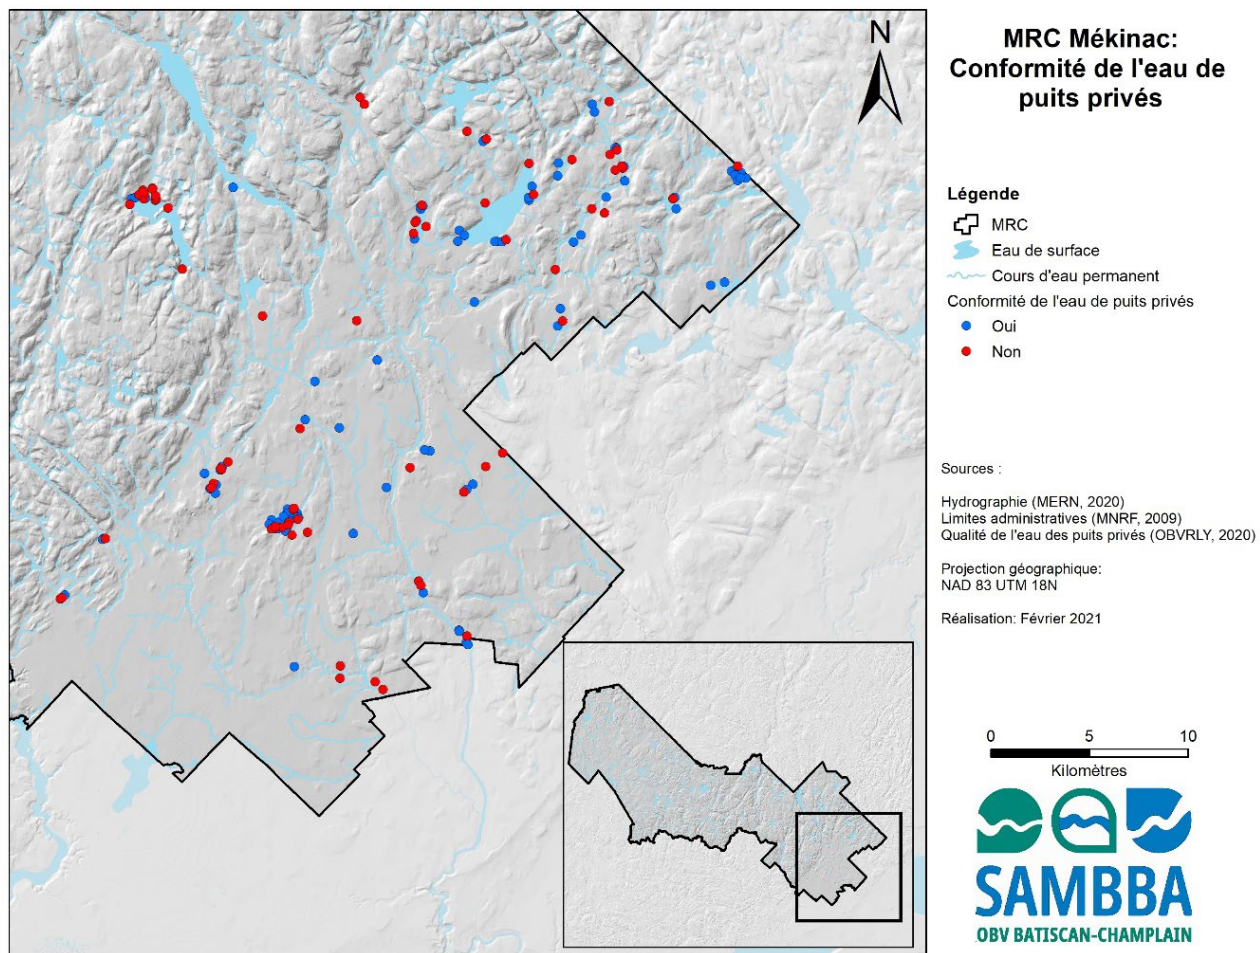 N
MRC Mékinac:
Conformité de l'eau de
puits privés
Légende
MRC
Eau de surface
Cours d'eau permanent
Conformité de l'eau de puits privés
Oui
Non
Sources :
Hydrographie (MERN, 2020)
Limites administratives (MNRF, 2009)
Qualité de l'eau des puits privés (OBVRLY, 2020)
Projection géographique:
NAD 83 UTM 18N
Réalisation: Février 2021
0 5 10
Kilomètres
SAMBBA
OBV BATISCAN-CHAMPLAIN